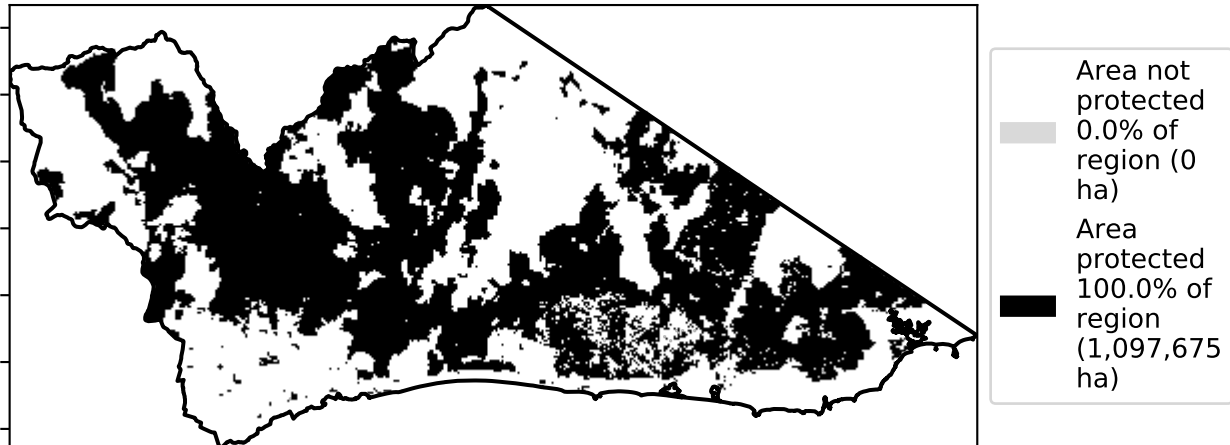 Area not
protected
0.0% of
region (0
ha)
Area
protected
100.0% of
region
(1,097,675
ha)